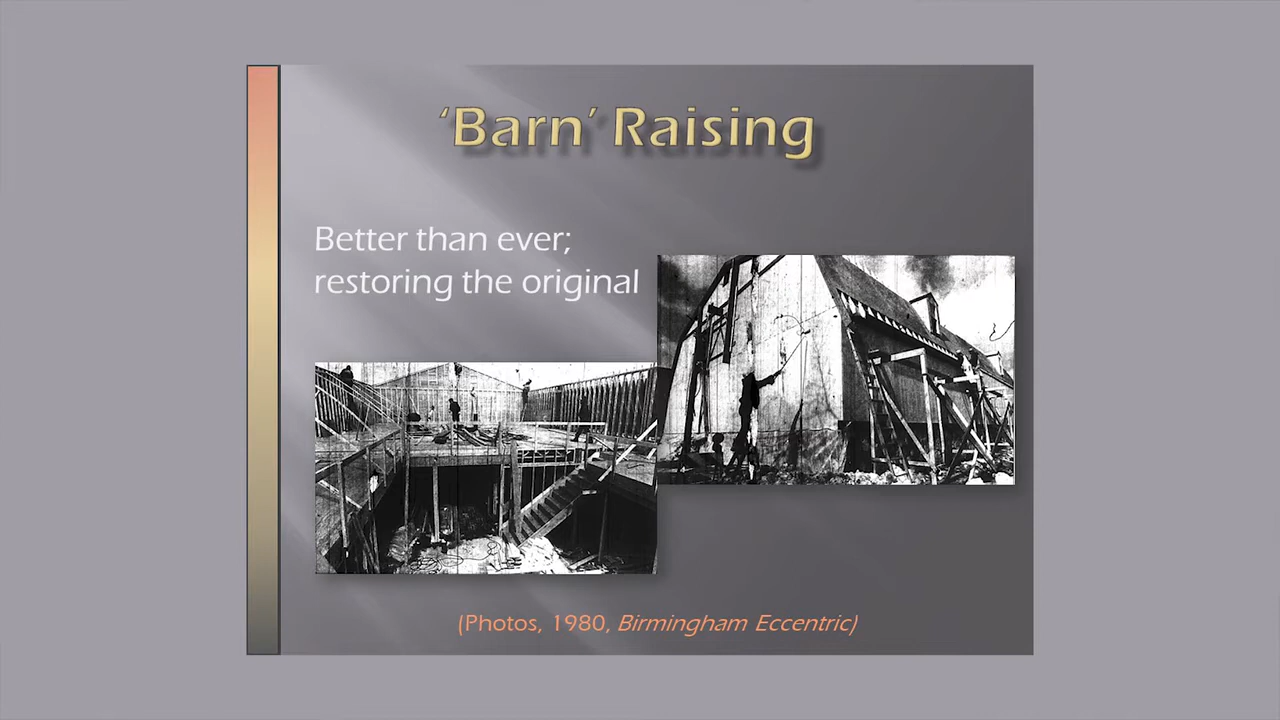 ‘Barn’ Raising
Better than ever;
restoring the original
(Photos, 1980, Birmingham Eccentric)